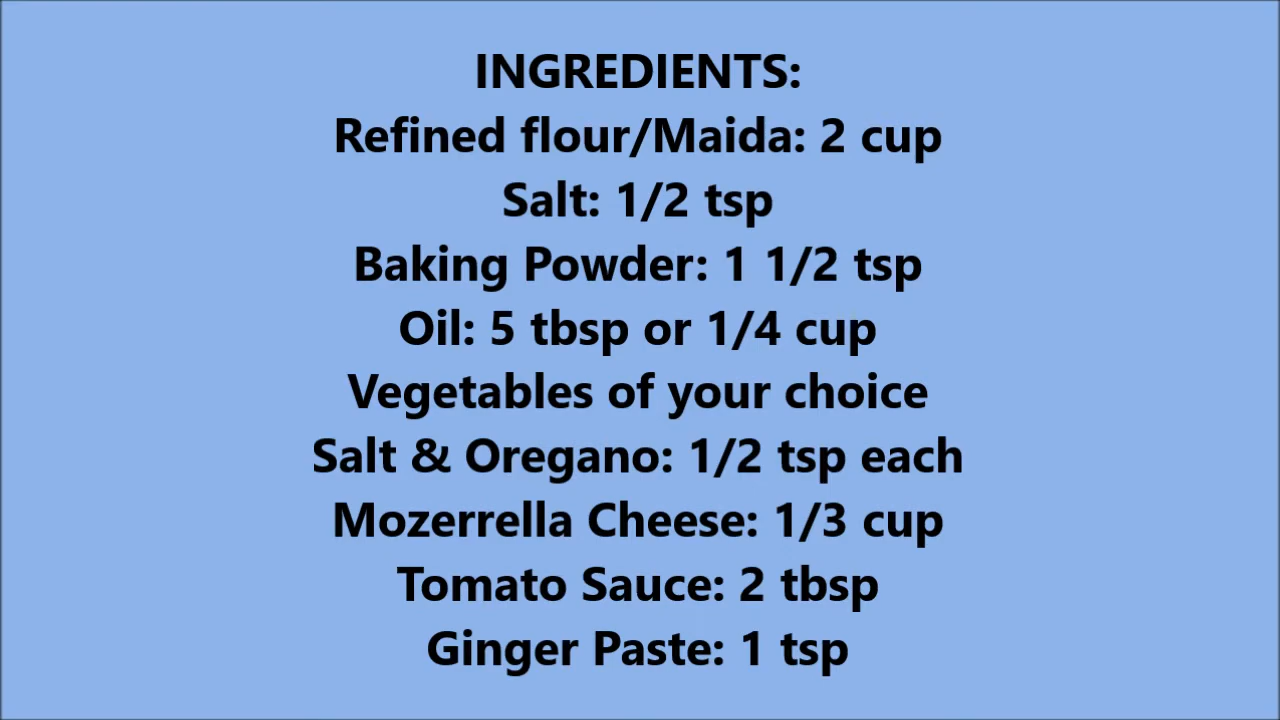 INGREDIENTS:
Refined flour/Maida: 2 cup
Salt: 1/2 tsp
Baking Powder: 1 1/2 tsp
Oil: 5 tbsp or 1/4 cup
Vegetables of your choice
Salt & Oregano: 1/2 tsp each
Mozerrella Cheese: 1/3 cup
Tomato Sauce: 2 tbsp
Ginger Paste: 1 tsp